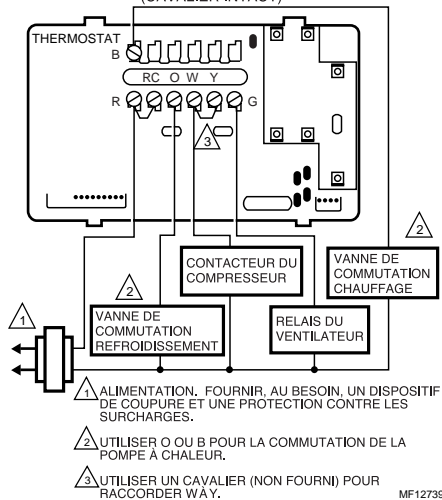 (CAVALIER INTACT)
THERMOSTAT
B
RC O W Y
R
G
3
2
CONTACTEUR DU
COMPRESSEUR
VANNE DE
COMMUTATION
CHAUFFAGE
2
1
VANNE DE
COMMUTATION
REFROIDISSEMENT
RELAIS DU
VENTILATEUR
1 ALIMENTATION. FOURNIR, AU BESOIN, UN DISPOSITIF
DE COUPURE ET UNE PROTECTION CONTRE LES
SURCHARGES.
2 UTILISER O OU B POUR LA COMMUTATION DE LA
POMPE À CHALEUR.
3 UTILISER UN CAVALIER (NON FOURNI) POUR
RACCORDER WÀY.
MF12739